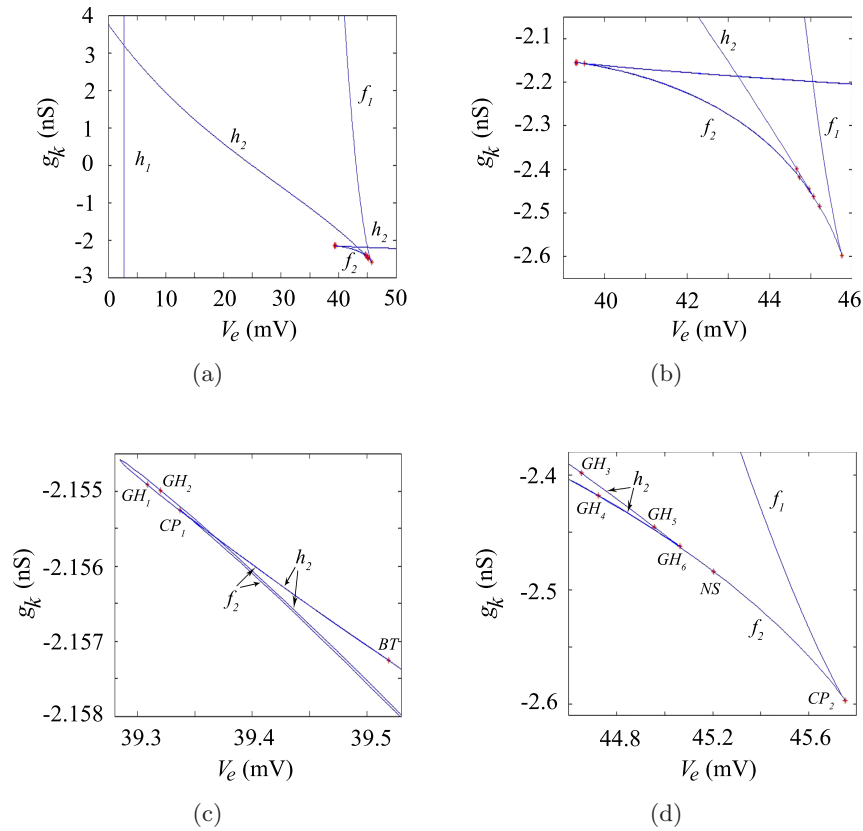 4
3
2
1
0
-1
-2
-3
g_k (nS)
h_1
h_2
f_1
h_2
f_2
0 10 20 30 40 50
V_e (mV)
(a)
-2.1
-2.2
-2.3
-2.4
-2.5
-2.6
g_k (nS)
h_2
f_2
f_1
40 42 44 46
V_e (mV)
(b)
-2.155
-2.156
-2.157
-2.158
g_k (nS)
GH_1
GH_2
CP_1
h_2
f_2
BT
39.3 39.4 39.5
V_e (mV)
(c)
-2.4
-2.5
-2.6
g_k (nS)
GH_3
h_2
GH_4
GH_5
GH_6
NS
f_1
f_2
CP_2
44.8 45.2 45.6
V_e (mV)
(d)